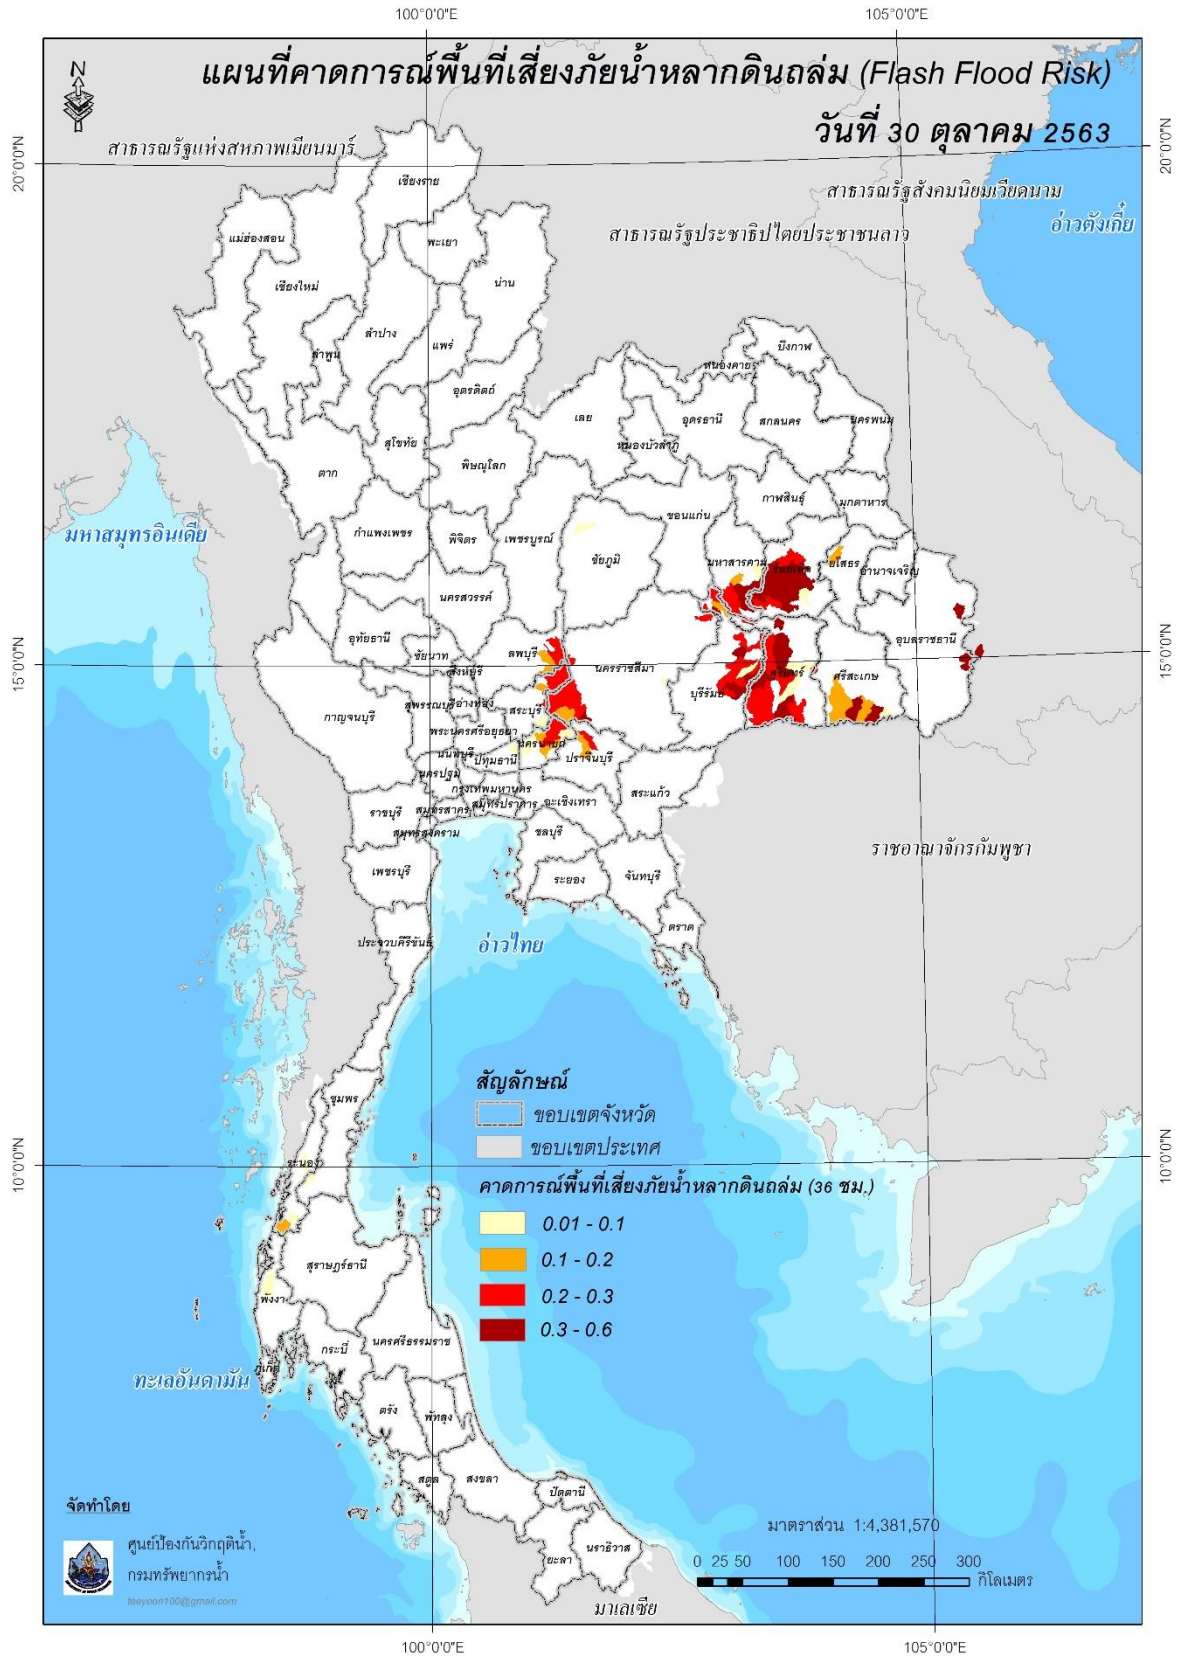 100°0'0"E
105°0'0"E
แผนที่คาดการณ์พื้นที่เสี่ยงภัยน้ำหลากดินถล่ม (Flash Flood Risk)
วันที่ 30 ตุลาคม 2563
N
20°0'0"N
20°0'0"N
สาธารณรัฐแห่งสหภาพเมียนมาร์
สาธารณรัฐสังคมนิยมเวียดนาม
สาธารณรัฐประชาธิปไตยประชาชนลาว
อ่าวตังเกี๋ย
เชียงราย
แม่ฮ่องสอน
พะเยา
เชียงใหม่
น่าน
ลำปาง
แพร่
ลำพูน
บึงกาฬ
หนองคาย
อุตรดิตถ์
เลย
อุดรธานี
สกลนคร
นครพนม
สุโขทัย
หนองบัวลำภู
ตาก
พิษณุโลก
กาฬสินธุ์
มุกดาหาร
ขอนแก่น
มหาสมุทรอินเดีย
กำแพงเพชร
พิจิตร
เพชรบูรณ์
ชัยภูมิ
มหาสารคาม
ร้อยเอ็ด
ยโสธร
อำนาจเจริญ
นครสวรรค์
อุทัยธานี
ชัยนาท
ลพบุรี
อุบลราชธานี
15°0'0"N
15°0'0"N
สิงห์บุรี
นครราชสีมา
บุรีรัมย์
สุรินทร์
ศรีสะเกษ
กาญจนบุรี
สุพรรณบุรี
อ่างทอง
สระบุรี
พระนครศรีอยุธยา
นครนายก
นนทบุรี
ปทุมธานี
ปราจีนบุรี
นครปฐม
กรุงเทพมหานคร
สระแก้ว
ราชบุรี
สมุทรสาคร
สมุทรปราการ
ฉะเชิงเทรา
สมุทรสงคราม
ชลบุรี
เพชรบุรี
ระยอง
จันทบุรี
ราชอาณาจักรกัมพูชา
ตราด
ประจวบคีรีขันธ์
อ่าวไทย
สัญลักษณ์
ขอบเขตจังหวัด
ขอบเขตประเทศ
คาดการณ์พื้นที่เสี่ยงภัยน้ำหลากดินถล่ม (36 ชม.)
0.01 - 0.1
0.1 - 0.2
0.2 - 0.3
0.3 - 0.6
ชุมพร
10°0'0"N
10°0'0"N
ระนอง
สุราษฎร์ธานี
พังงา
นครศรีธรรมราช
กระบี่
ภูเก็ต
ทะเลอันดามัน
ตรัง
พัทลุง
สตูล
สงขลา
ปัตตานี
ยะลา
นราธิวาส
มาเลเซีย
จัดทำโดย
ศูนย์ป้องกันวิกฤติน้ำ,
กรมทรัพยากรน้ำ
teeyoon100@gmail.com
มาตราส่วน 1:4,381,570
0 25 50 100 150 200 250 300
กิโลเมตร
100°0'0"E
105°0'0"E